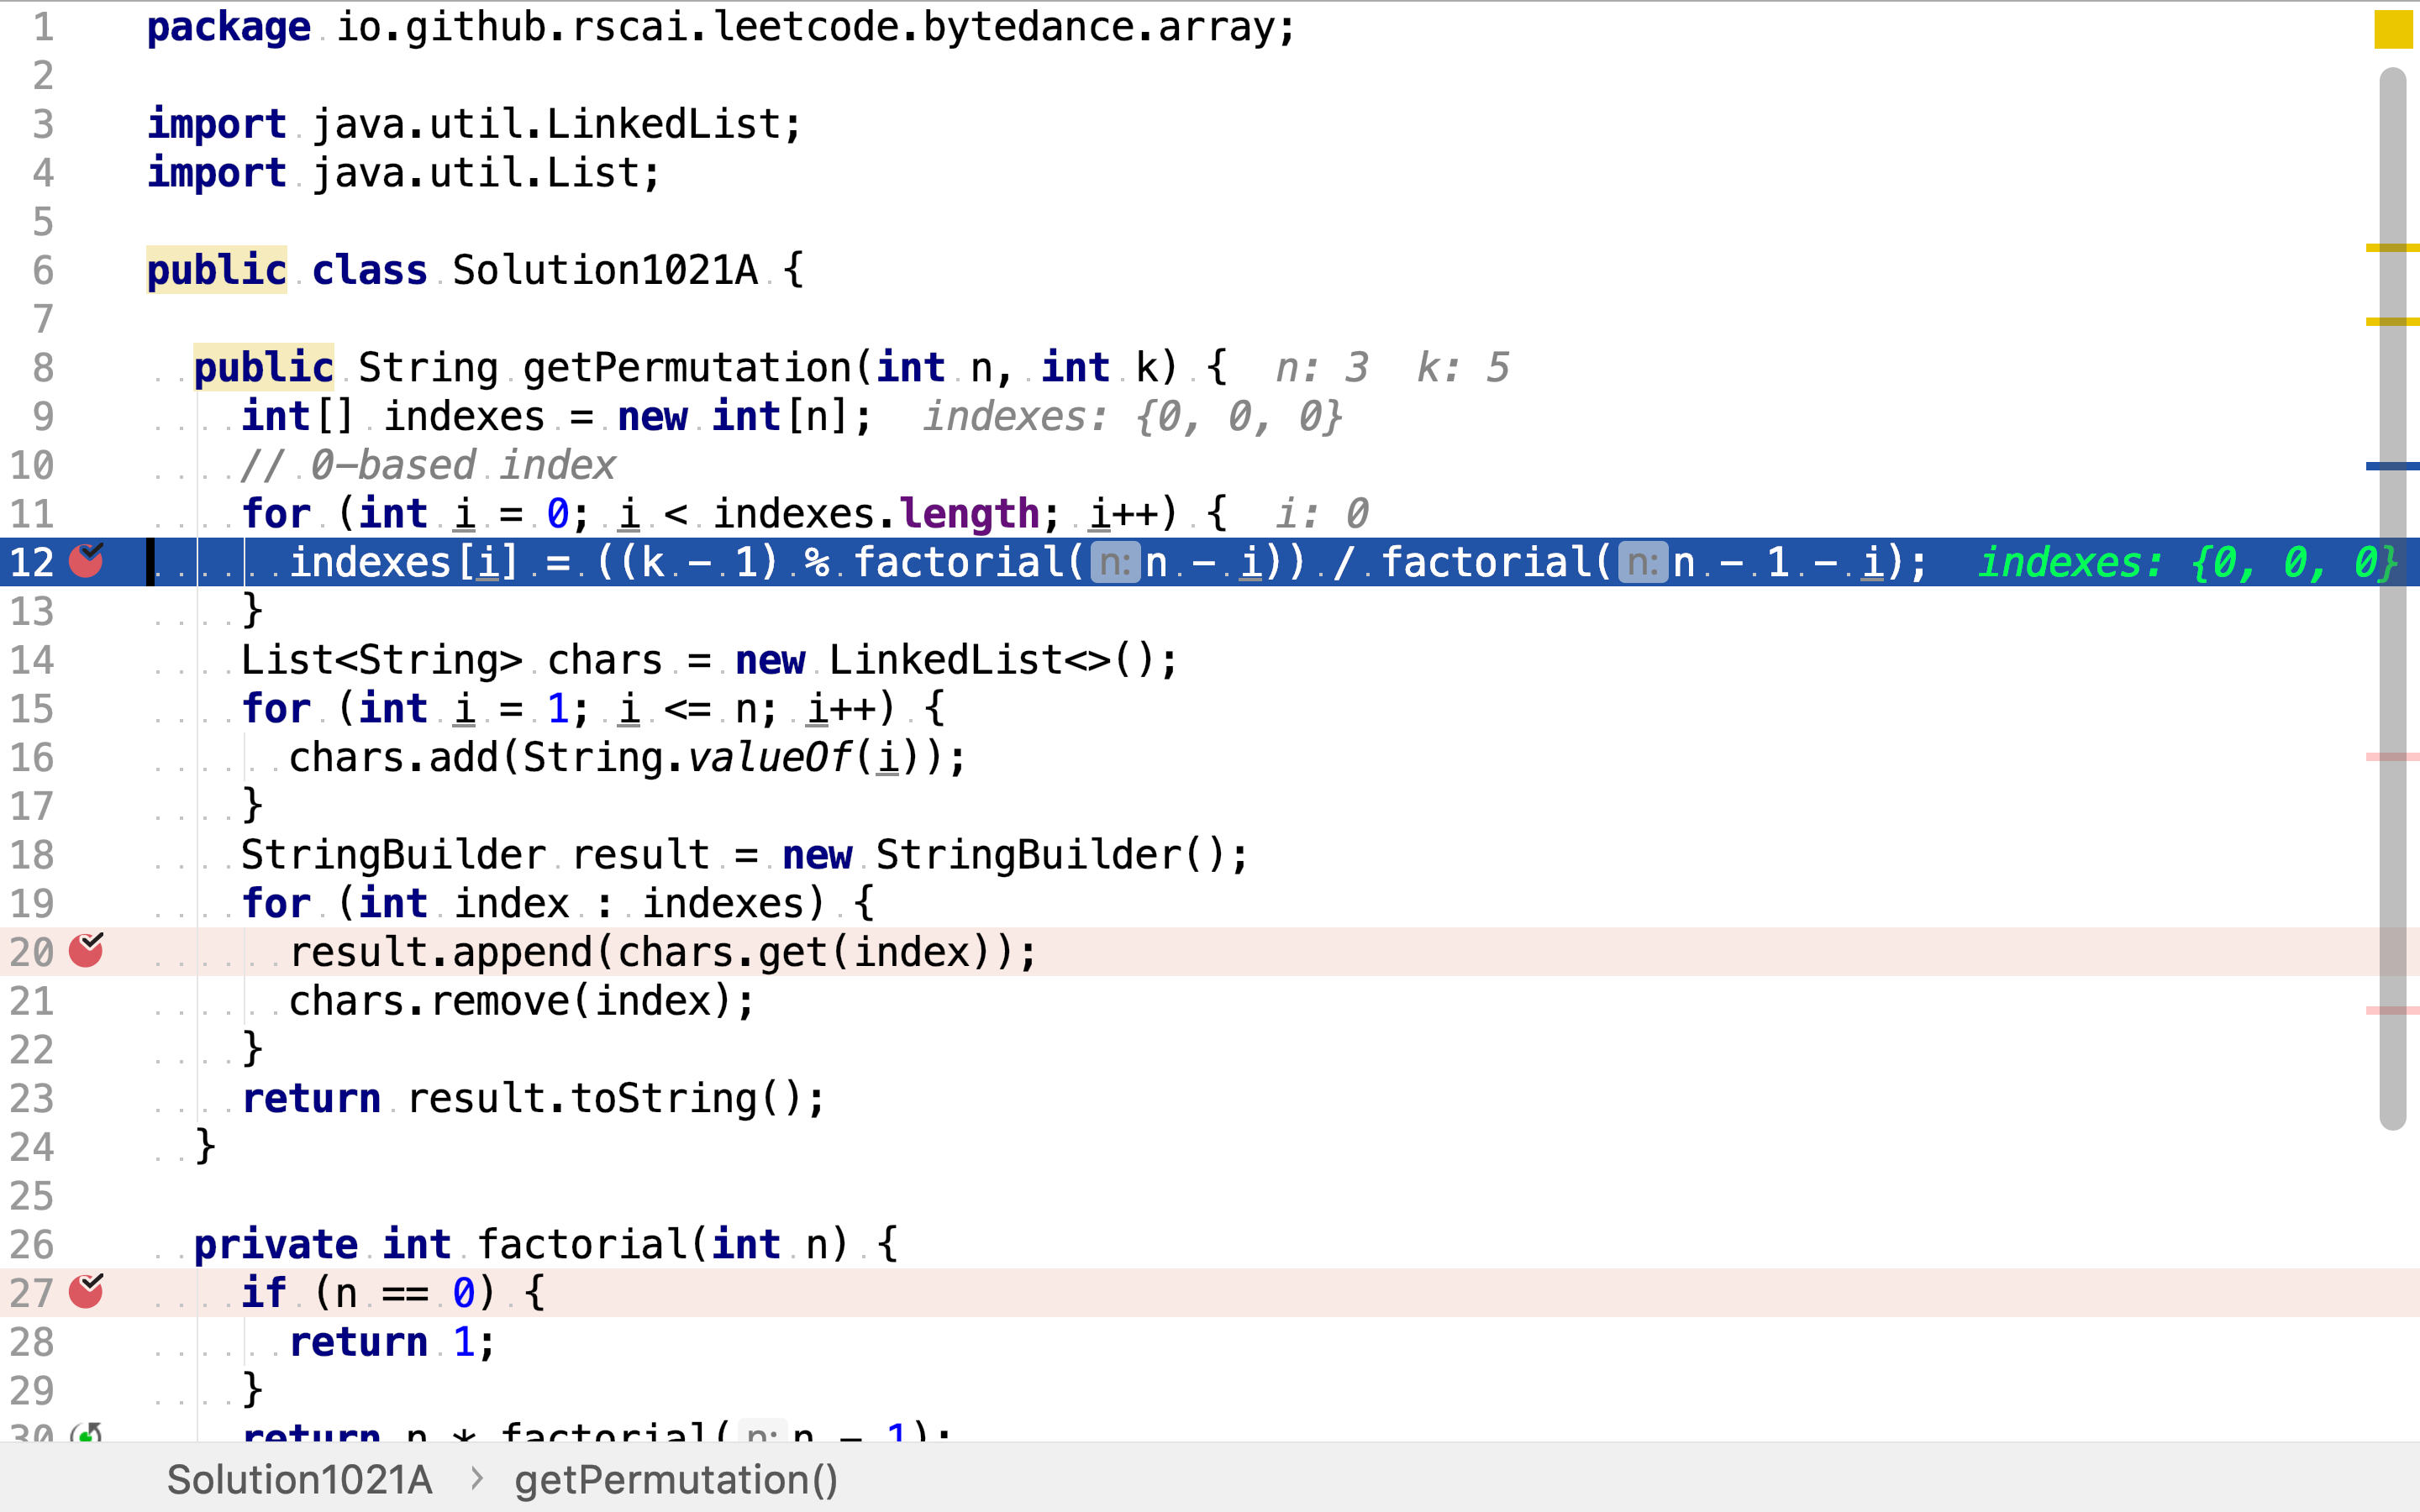 1 package io.github.rscai.leetcode.bytedance.array;
2
3 import java.util.LinkedList;
4 import java.util.List;
5
6 public class Solution1021A {
7
8 public String getPermutation(int n, int k) { n: 3 k: 5
9 int[] indexes = new int[n]; indexes: {0, 0, 0}
10 // 0-based index
11 for (int i = 0; i < indexes.length; i++) { i: 0
12 indexes[i] = ((k - 1) % factorial( n: n - i)) / factorial( n: n - 1 - i); indexes: {0, 0, 0}
13 }
14 List<String> chars = new LinkedList<>();
15 for (int i = 1; i <= n; i++) {
16 chars.add(String.valueOf(i));
17 }
18 StringBuilder result = new StringBuilder();
19 for (int index : indexes) {
20 result.append(chars.get(index));
21 chars.remove(index);
22 }
23 return result.toString();
24 }
25
26 private int factorial(int n) {
27 if (n == 0) {
28 return 1;
29 }
30 return n * factorial( n: n - 1);
Solution1021A > getPermutation()